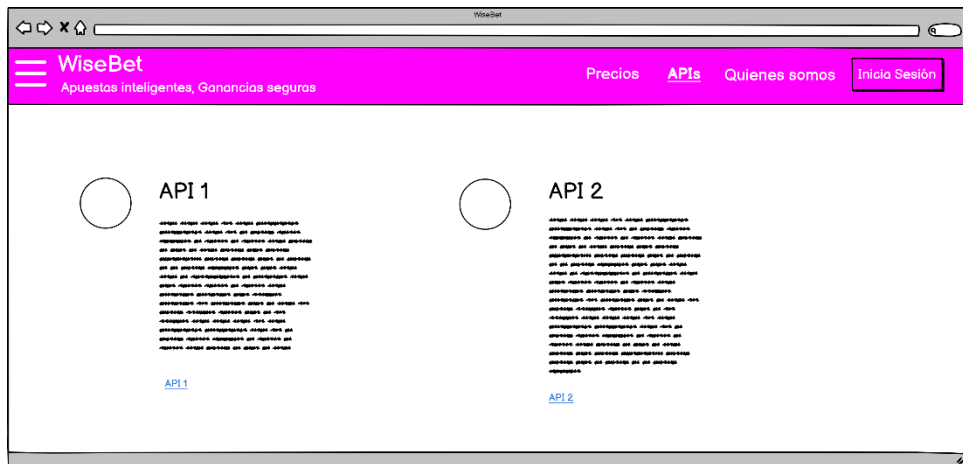 WiseBet
WiseBet
Apuestas inteligentes, Ganancias seguras
Precios
APIs
Quienes somos
Inicia Sesión
API 1
API 2
API 1
API 2